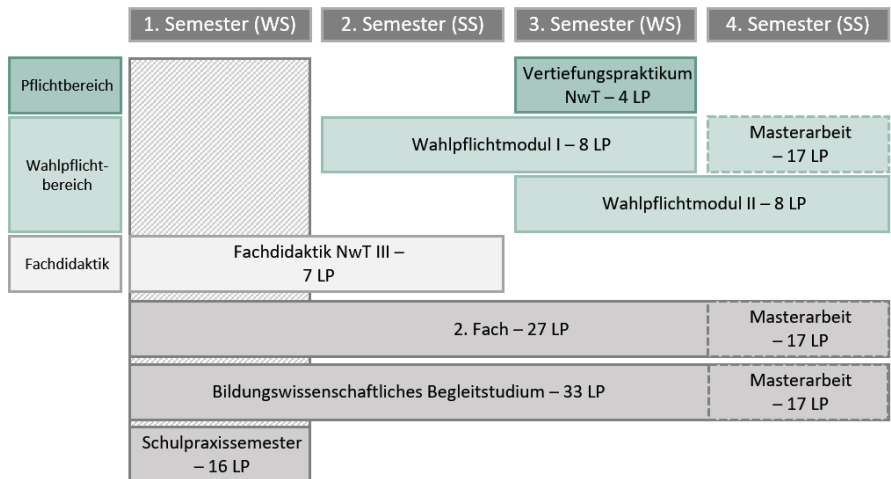 1. Semester (WS)
2. Semester (SS)
3. Semester (WS)
4. Semester (SS)
Pflichtbereich
Vertiefungspraktikum
NwT – 4 LP
Wahlpflicht-
bereich
Wahlpflichtmodul I – 8 LP
Masterarbeit
– 17 LP
Wahlpflichtmodul II – 8 LP
Fachdidaktik
Fachdidaktik NwT III –
7 LP
2. Fach – 27 LP
Masterarbeit
– 17 LP
Bildungswissenschaftliches Begleitstudium – 33 LP
Masterarbeit
– 17 LP
Schulpraxissemester
– 16 LP